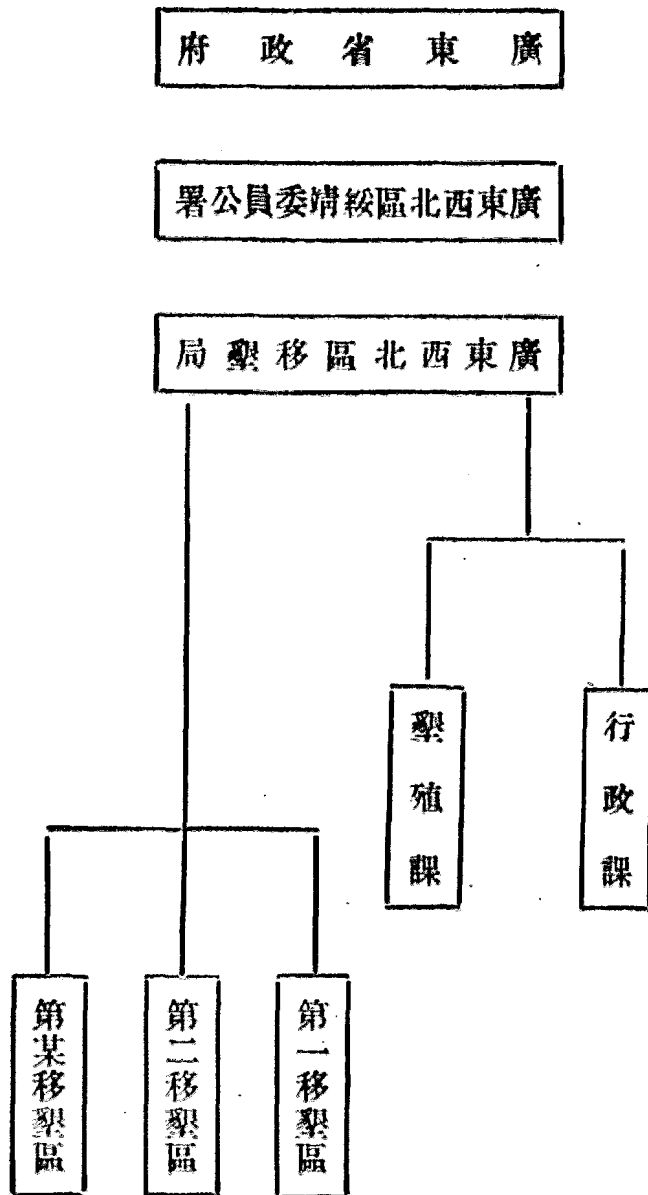 廣東省政府
廣東西北區綏靖委員公署
廣東西北區移墾局
行政課
墾殖課
第一移墾區
第二移墾區
第某移墾區